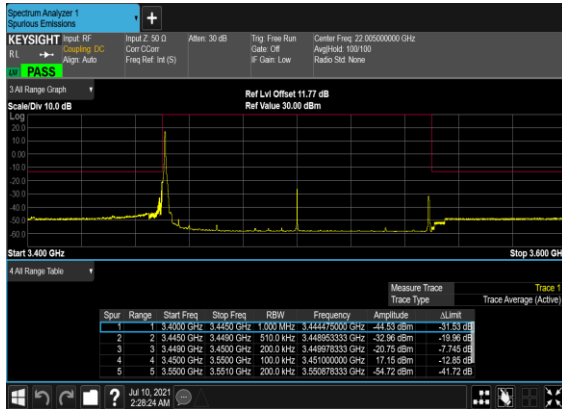 Spectrum Analyzer 1
Spurious Emissions
+
KEYSIGHT Input: RF Input Z: 50 Ω Atten: 30 dB Trig: Free Run Center Freq: 22.005000000 GHz
RL Coupling: DC Corr CCorr Gate: Off Avg|Hold: 100/100
Align: Auto Freq Ref: Int (S) IF Gain: Low Radio Std: None
PASS
3 All Range Graph
Ref Lvl Offset 11.77 dB
Scale/Div 10.0 dB Ref Value 30.00 dBm
Log
20.0
10.0
0.00
-10.0
-20.0
-30.0
-40.0
-50.0
-60.0
Start 3.400 GHz Stop 3.600 GH
4 All Range Table
Measure Trace Trace 1
Trace Type Trace Average (Active)
Spur Range Start Freq Stop Freq RBW Frequency Amplitude ΔLimit
1 1 3.4000 GHz 3.4450 GHz 1.000 MHz 3.444475000 GHz -44.53 dBm -31.53 dB
2 2 3.4450 GHz 3.4490 GHz 510.0 kHz 3.448953333 GHz -32.96 dBm -19.96 dB
3 3 3.4490 GHz 3.4500 GHz 200.0 kHz 3.449978333 GHz -20.75 dBm -7.745 dB
4 4 3.4500 GHz 3.5500 GHz 100.0 kHz 3.451000000 GHz 17.15 dBm -12.85 dB
5 5 3.5500 GHz 3.5510 GHz 200.0 kHz 3.550878333 GHz -54.72 dBm -41.72 dB
? Jul 10, 2021
2:28:24 AM